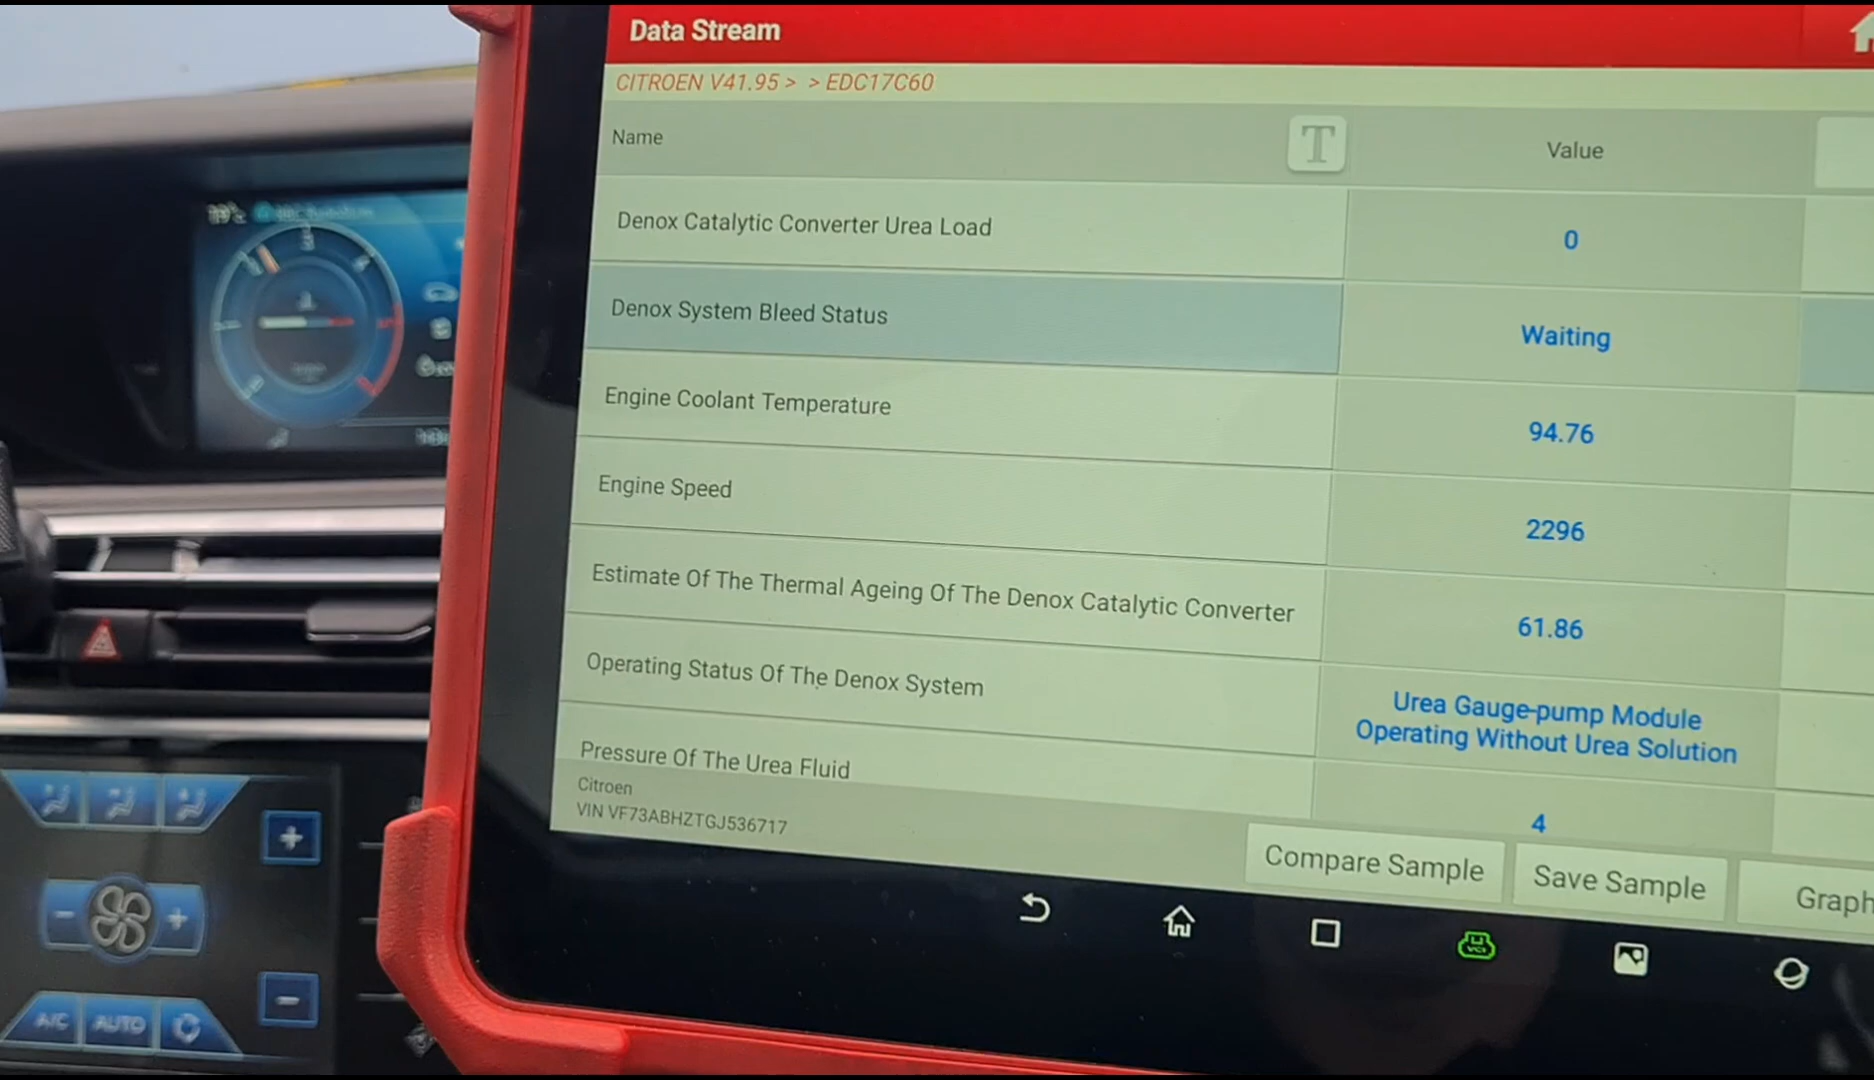 Data Stream
CITROEN V41.95 > > EDC17C60
Name
T
Value
Denox Catalytic Converter Urea Load
0
Denox System Bleed Status
Waiting
Engine Coolant Temperature
94.76
Engine Speed
2296
Estimate Of The Thermal Ageing Of The Denox Catalytic Converter
61.86
Operating Status Of The Denox System
Urea Gauge-pump Module
Operating Without Urea Solution
Pressure Of The Urea Fluid
4
Citroen
VIN VF73ABHZTGJ536717
Compare Sample
Save Sample
Graph
VCI
A/C
AUTO